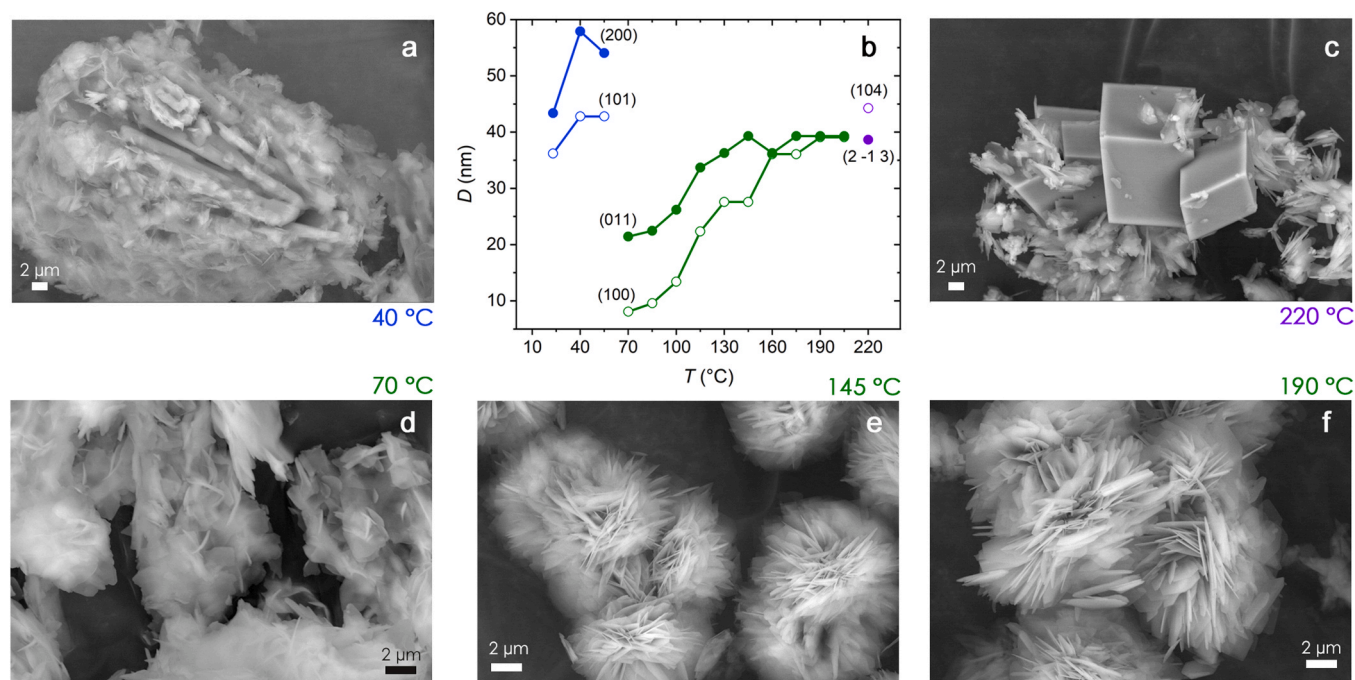 a
2 µm
40 °C
b
60
50
40
30
20
10
D (nm)
(200)
(101)
(011)
(100)
(104)
(2 -1 3)
10 40 70 100 130 160 190 220
T (°C)
c
2 µm
220 °C
70 °C
d
2 µm
145 °C
e
2 µm
190 °C
f
2 µm